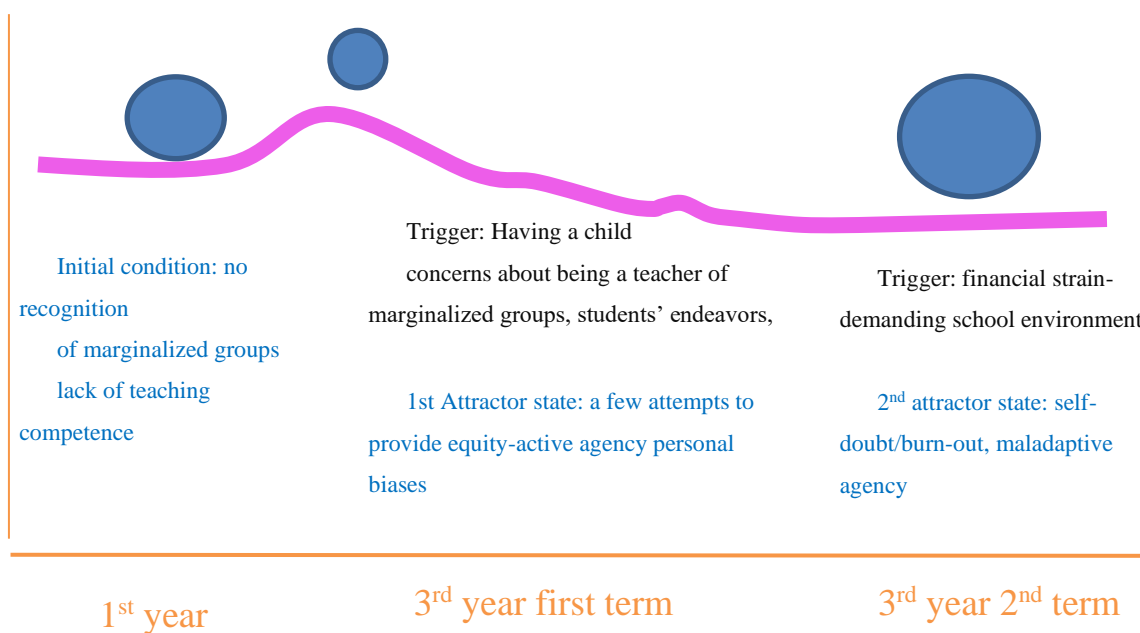 Initial condition: no
recognition
of marginalized groups
lack of teaching
competence
Trigger: Having a child
concerns about being a teacher of
marginalized groups, students’ endeavors,
1st Attractor state: a few attempts to
provide equity-active agency personal
biases
Trigger: financial strain-
demanding school environment
2nd attractor state: self-
doubt/burn-out, maladaptive
agency
1st year
3rd year first term
3rd year 2nd term